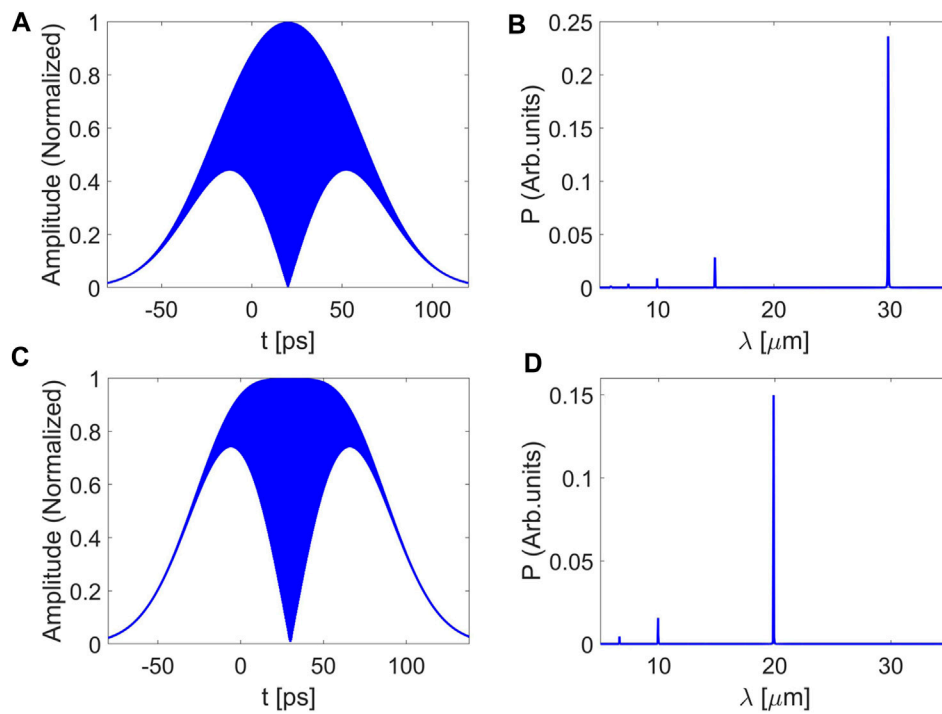 A
Amplitude (Normalized)
1
0.8
0.6
0.4
0.2
0
-50 0 50 100
t [ps]
B
P (Arb.units)
0.25
0.2
0.15
0.1
0.05
0
10 20 30
λ [μm]
C
Amplitude (Normalized)
1
0.8
0.6
0.4
0.2
0
-50 0 50 100
t [ps]
D
P (Arb.units)
0.15
0.1
0.05
0
10 20 30
λ [μm]